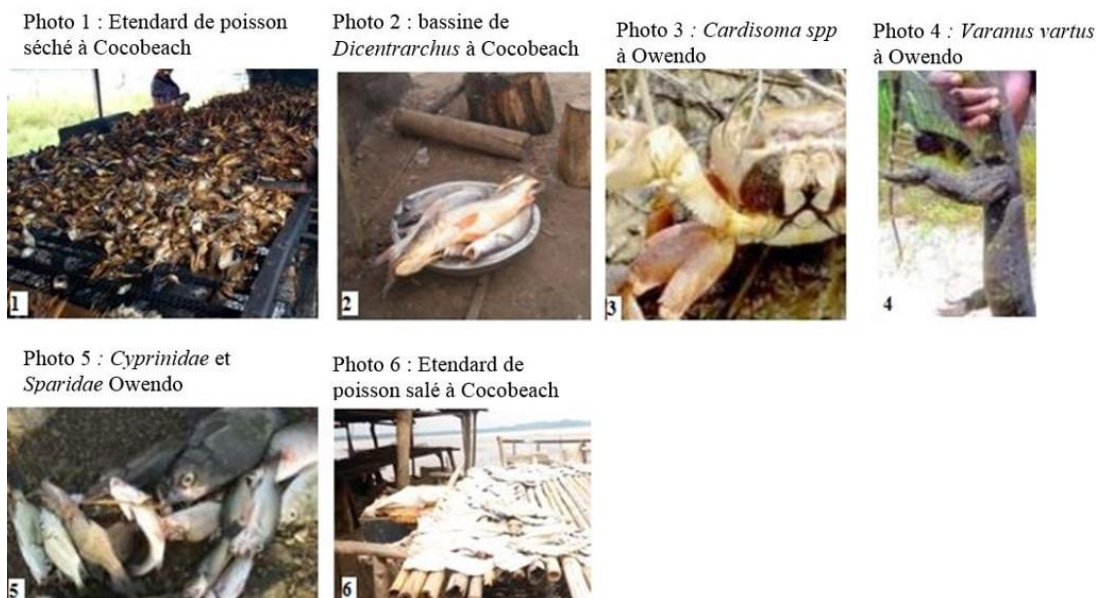 Photo 1 : Etendard de poisson
séché à Cocobeach
Photo 2 : bassine de
Dicentrarchus à Cocobeach
Photo 3 : Cardisoma spp
à Owendo
Photo 4 : Varanus vartus
à Owendo
1
2
3
4
Photo 5 : Cyprinidae et
Sparidae Owendo
Photo 6 : Etendard de
poisson salé à Cocobeach
5
6